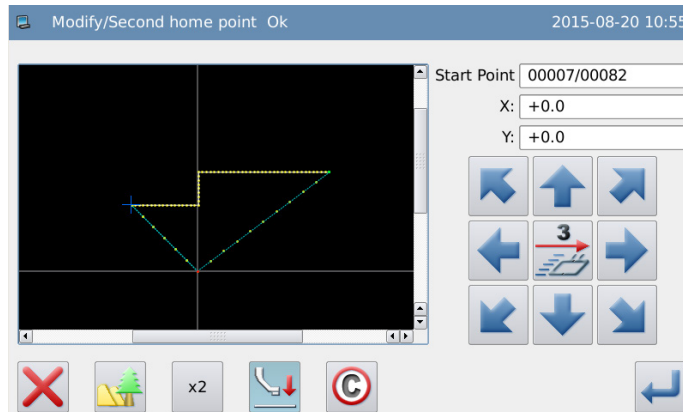 Modify/Second home point Ok 2015-08-20 10:55
Start Point 00007/00082
X: +0.0
Y: +0.0
3
x2
C